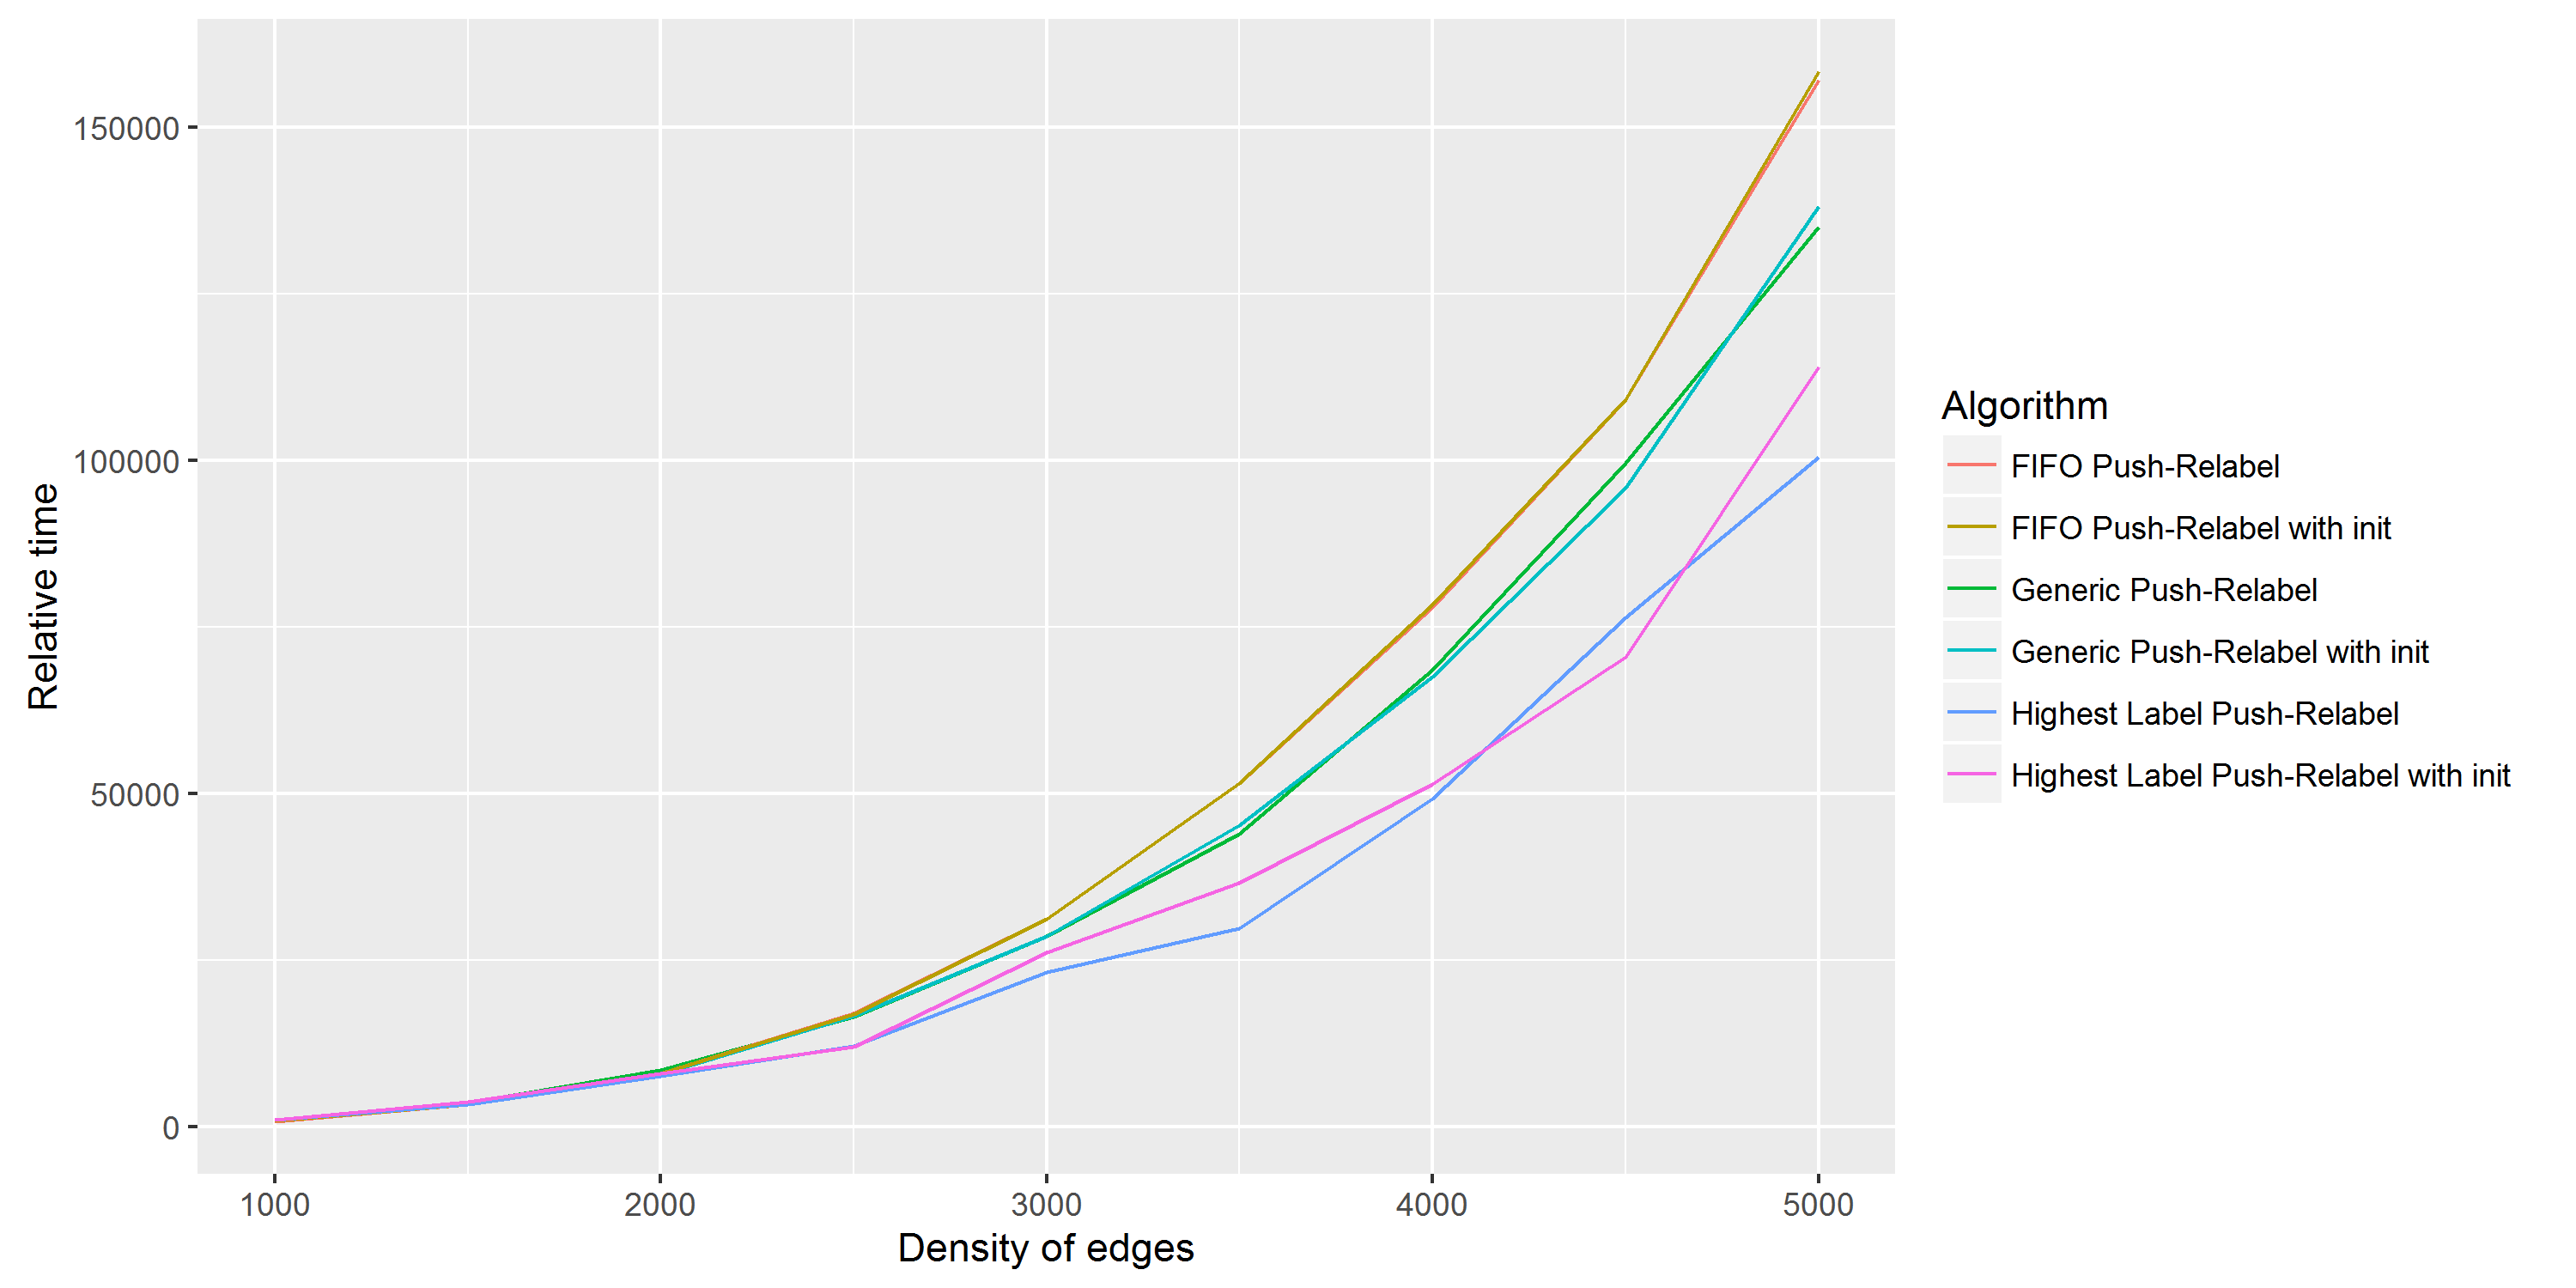 150000
100000
50000
0
Relative time
1000 2000 3000 4000 5000
Density of edges
Algorithm
FIFO Push-Relabel
FIFO Push-Relabel with init
Generic Push-Relabel
Generic Push-Relabel with init
Highest Label Push-Relabel
Highest Label Push-Relabel with init